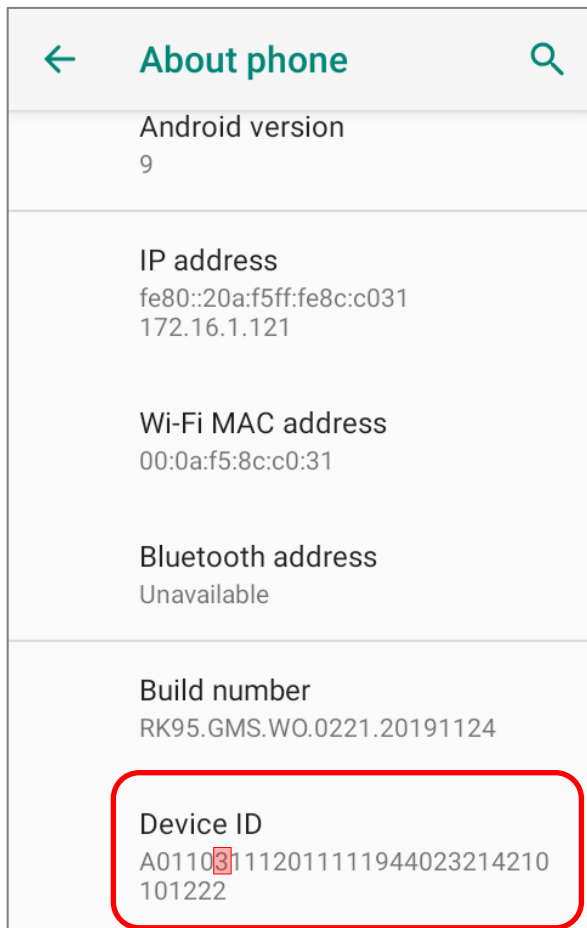 About phone
Android version
9
IP address
fe80::20a:f5ff:fe8c:c031
172.16.1.121
Wi-Fi MAC address
00:0a:f5:8c:c0:31
Bluetooth address
Unavailable
Build number
RK95.GMS.WO.0221.20191124
Device ID
A011031112011111944023214210
101222